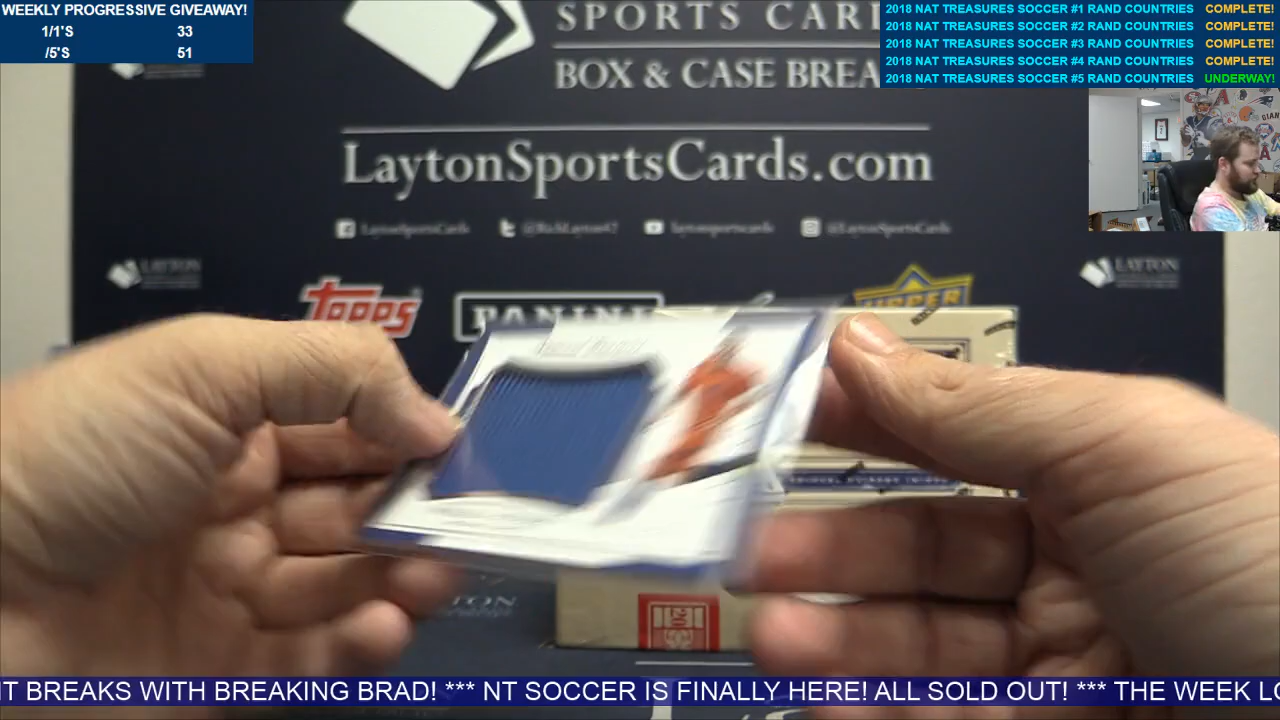 WEEKLY PROGRESSIVE GIVEAWAY!
1/1'S 33
/5'S 51
2018 NAT TREASURES SOCCER #1 RAND COUNTRIES COMPLETE!
2018 NAT TREASURES SOCCER #2 RAND COUNTRIES COMPLETE!
2018 NAT TREASURES SOCCER #3 RAND COUNTRIES COMPLETE!
2018 NAT TREASURES SOCCER #4 RAND COUNTRIES COMPLETE!
2018 NAT TREASURES SOCCER #5 RAND COUNTRIES UNDERWAY!
SPORTS CAR
BOX & CASE BREA
LaytonSportsCards.com
LaytonSportsCards
laytonsportscards
@LaytonSportsCards
LAYTON
LAYTON
GIAN
TOPPS
PANINI
UPPER
T BREAKS WITH BREAKING BRAD! *** NT SOCCER IS FINALLY HERE! ALL SOLD OUT! *** THE WEEK LO